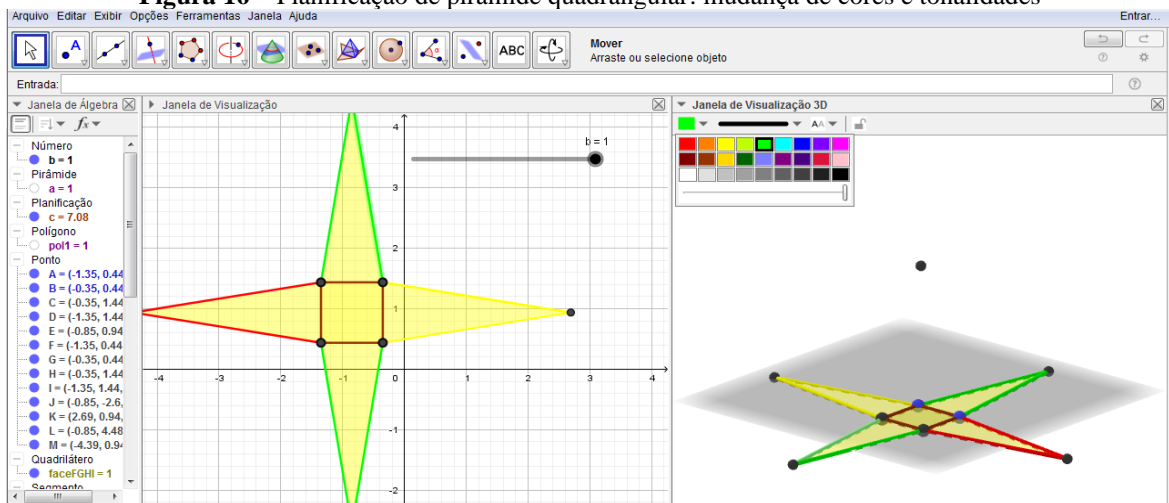 Figura 16 – Planificação de pirâmide quadrangular: mudança de cores e tonalidades
Arquivo Editar Exibir Opções Ferramentas Janela Ajuda
Entrar...
ABC
Mover
Arraste ou selecione objeto
Entrada:
Janela de Álgebra
Janela de Visualização
Janela de Visualização 3D
fx
AA
Número
b = 1
Pirâmide
a = 1
Planificação
c = 7.08
Polígono
pol1 = 1
Ponto
A = (-1.35, 0.44
B = (-0.35, 0.44
C = (-0.35, 1.44
D = (-1.35, 1.44
E = (-0.85, 0.94
F = (-1.35, 0.44
G = (-0.35, 0.44
H = (-0.35, 1.44
I = (-1.35, 1.44,
J = (-0.85, -2.6,
K = (2.69, 0.94,
L = (-0.85, 4.48
M = (-4.39, 0.94
Quadrilátero
faceFGHI = 1
Segmento
b = 1
4
3
2
1
-4 -3 -2 -1 0 1 2 3 4
-1
-2